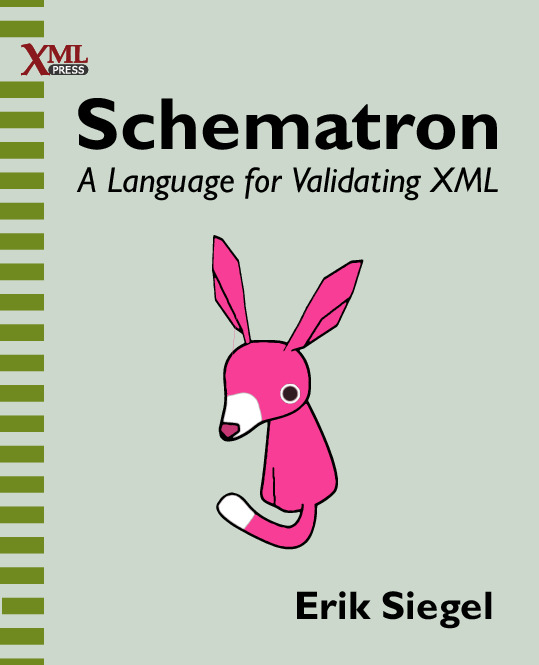 XML
PRESS
Schematron
A Language for Validating XML
Erik Siegel